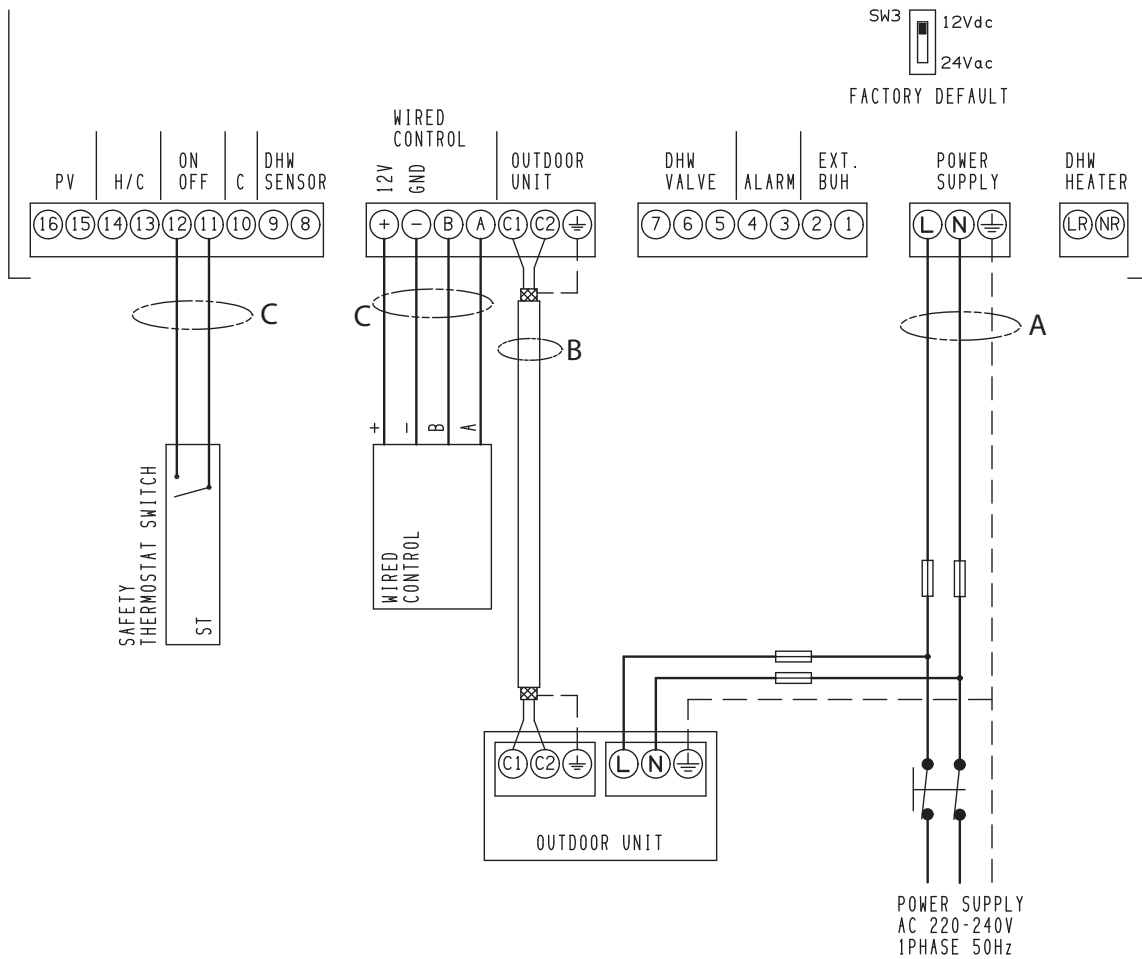 SW3
12Vdc
24Vac
FACTORY DEFAULT
PV
H/C
ON
OFF
C
DHW
SENSOR
WIRED
CONTROL
12V
GND
OUTDOOR
UNIT
DHW
VALVE
ALARM
EXT.
BUH
POWER
SUPPLY
DHW
HEATER
16 15 14 13 12 11 10 9 8
+ − B A C1 C2
7 6 5 4 3 2 1
L N
LR NR
C
C
B
A
+ − B A
SAFETY
THERMOSTAT SWITCH
ST
WIRED
CONTROL
C1 C2
L N
OUTDOOR UNIT
POWER SUPPLY
AC 220-240V
1PHASE 50Hz